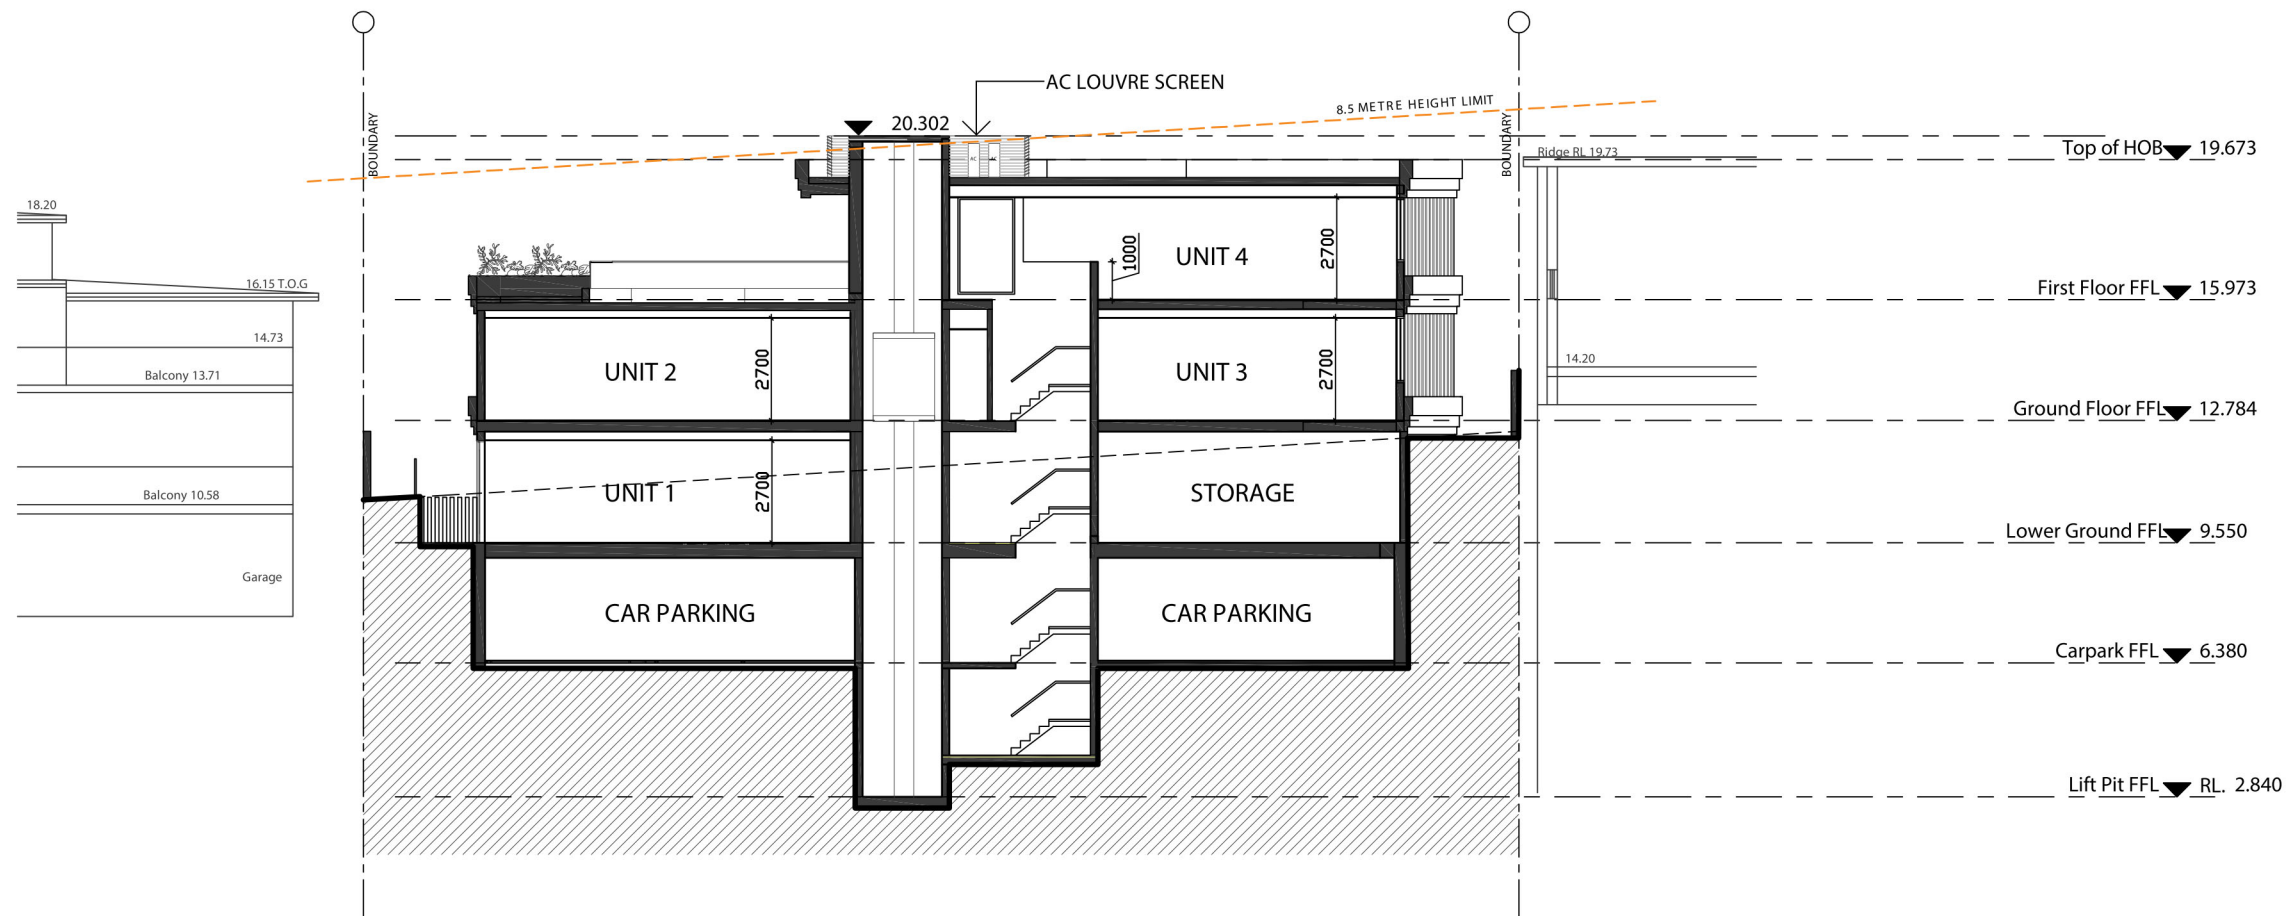 AC LOUVRE SCREEN
8.5 METRE HEIGHT LIMIT
BOUNDARY
BOUNDARY
20.302
Top of HOB 19.673
Ridge RL 19.73
AC
AC
18.20
UNIT 4
1000
2700
16.15 T.O.G
First Floor FFL 15.973
14.73
Balcony 13.71
UNIT 2
2700
UNIT 3
2700
14.20
Ground Floor FFL 12.784
Balcony 10.58
UNIT 1
2700
STORAGE
Lower Ground FFL 9.550
Garage
CAR PARKING
CAR PARKING
Carpark FFL 6.380
Lift Pit FFL RL. 2.840